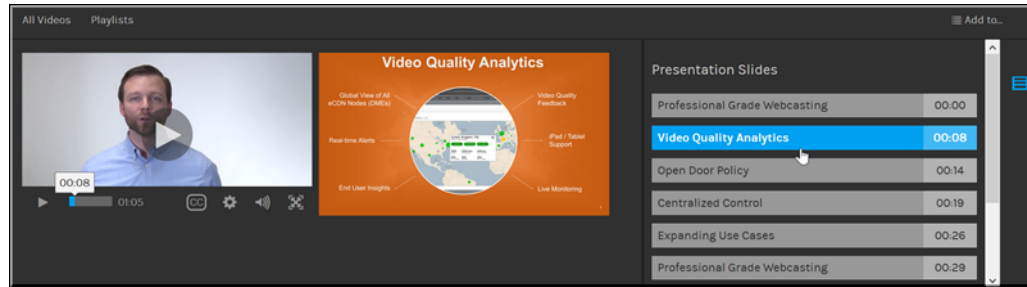 All Videos Playlists Add to...
Video Quality Analytics
Global View of All
eCDN Nodes (DMEs)
Video Quality
Feedback
Real-time Alerts
iPad / Tablet
Support
End User Insights
Live Monitoring
00:08
01:05
CC
Presentation Slides
Professional Grade Webcasting 00:00
Video Quality Analytics 00:08
Open Door Policy 00:14
Centralized Control 00:19
Expanding Use Cases 00:26
Professional Grade Webcasting 00:29